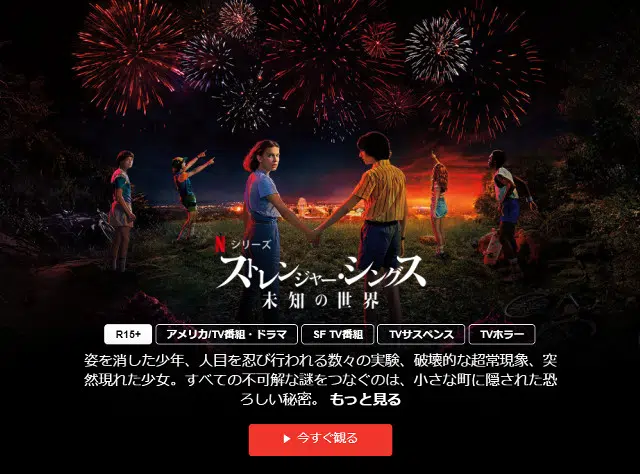 N シリーズ
ストレンジャー・シングス
未知の世界
R15+ アメリカ/TV番組・ドラマ SF TV番組 TVサスペンス TVホラー
姿を消した少年、人目を忍び行われる数々の実験、破壊的な超常現象、突
然現れた少女。すべての不可解な謎をつなぐのは、小さな町に隠された恐
ろしい秘密。 もっと見る
▶ 今すぐ観る